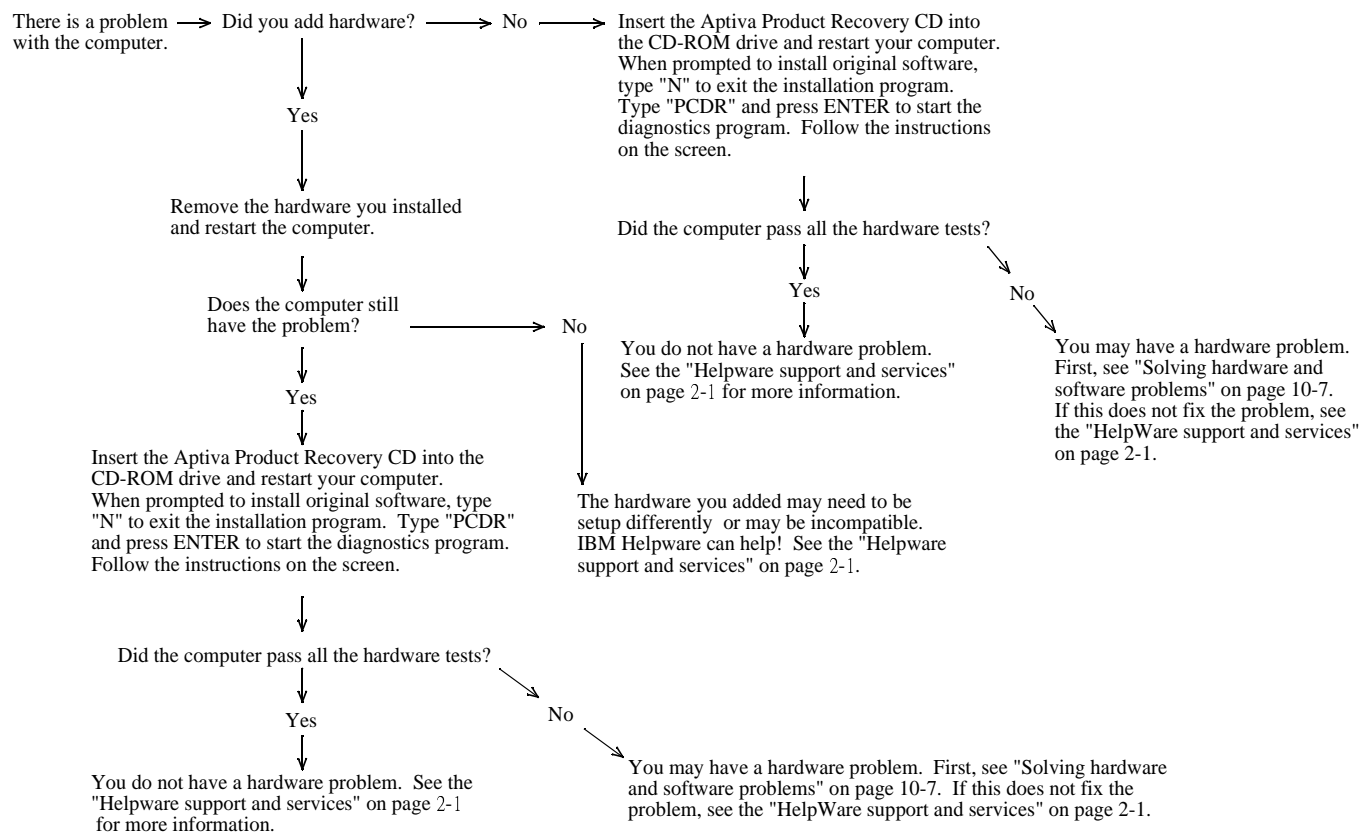 There is a problem
with the computer.
Did you add hardware?
No
Insert the Aptiva Product Recovery CD into
the CD-ROM drive and restart your computer.
When prompted to install original software,
type "N" to exit the installation program.
Type "PCDR" and press ENTER to start the
diagnostics program. Follow the instructions
on the screen.
Yes
Remove the hardware you installed
and restart the computer.
Did the computer pass all the hardware tests?
Yes
No
Does the computer still
have the problem?
No
You do not have a hardware problem.
See the "Helpware support and services"
on page 2-1 for more information.
You may have a hardware problem.
First, see "Solving hardware and
software problems" on page 10-7.
If this does not fix the problem, see
the "HelpWare support and services"
on page 2-1.
Yes
Insert the Aptiva Product Recovery CD into the
CD-ROM drive and restart your computer.
When prompted to install original software, type
"N" to exit the installation program. Type "PCDR"
and press ENTER to start the diagnostics program.
Follow the instructions on the screen.
The hardware you added may need to be
setup differently or may be incompatible.
IBM Helpware can help! See the "Helpware
support and services" on page 2-1.
Did the computer pass all the hardware tests?
Yes
No
You do not have a hardware problem. See the
"Helpware support and services" on page 2-1
for more information.
You may have a hardware problem. First, see "Solving hardware
and software problems" on page 10-7. If this does not fix the
problem, see the "HelpWare support and services" on page 2-1.